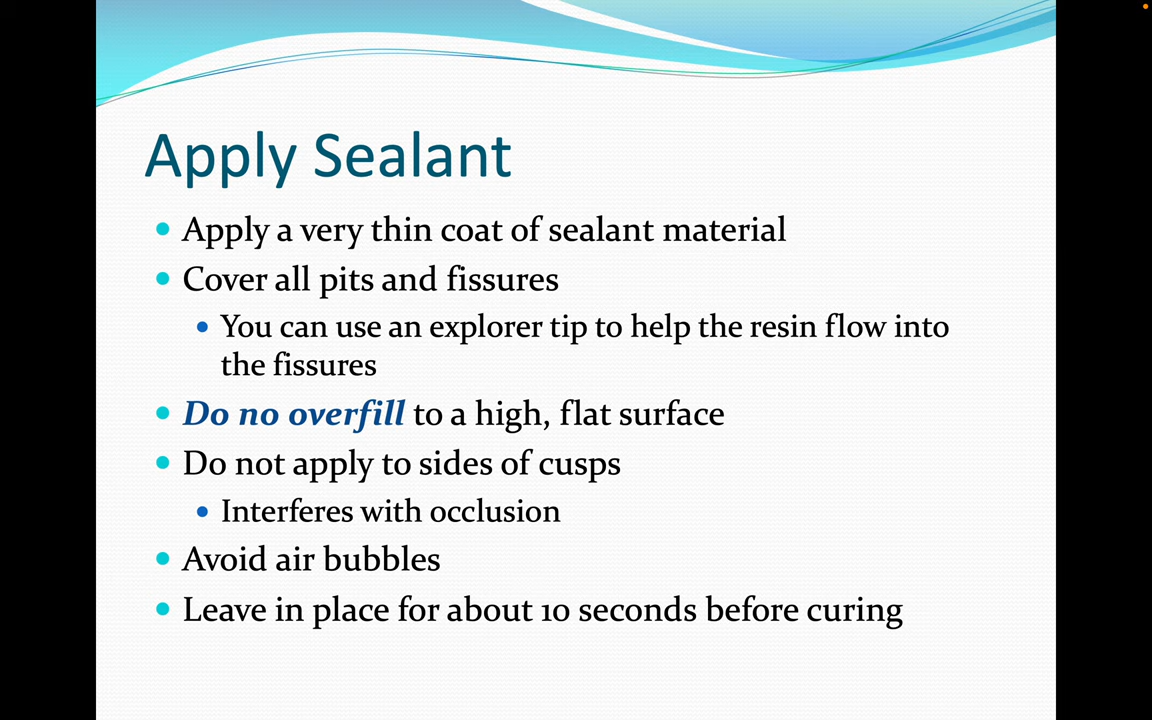 Apply Sealant
Apply a very thin coat of sealant material
Cover all pits and fissures
You can use an explorer tip to help the resin flow into
the fissures
Do no overfill to a high, flat surface
Do not apply to sides of cusps
Interferes with occlusion
Avoid air bubbles
Leave in place for about 10 seconds before curing